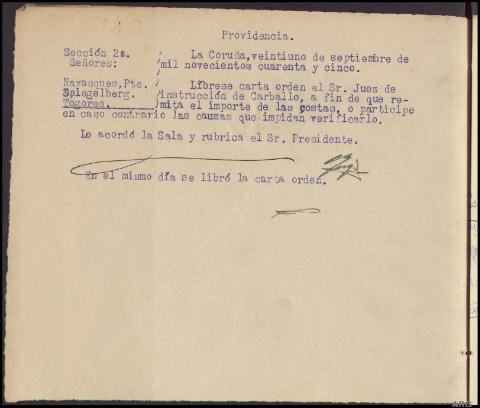 Providencia.
Sección 2a. / La Coruña, veintiuno de septiembre de
Señores: / mil novecientos cuarenta y cinco.
Navasques, Pte. / Líbrese carta orden al Sr. Juez de
Splegelberg. / instrucción de Carballo, a fin de que re-
Togores. ) mita el importe de las costas, o participe
en caso contrario las causas que impidan verificarlo.
Lo acordó la Sala y rubrica el Sr. Presidente.
En el mismo día se libró la carta orden.
ARG